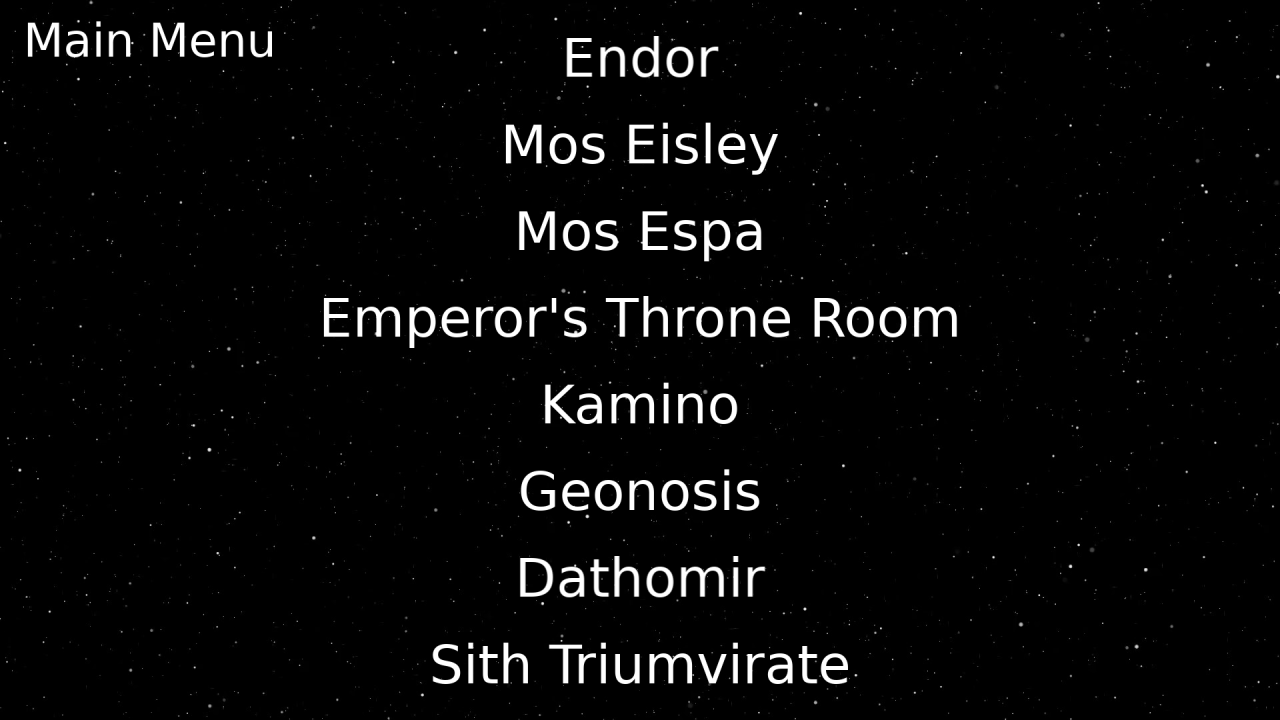 Main Menu
Endor
Mos Eisley
Mos Espa
Emperor's Throne Room
Kamino
Geonosis
Dathomir
Sith Triumvirate